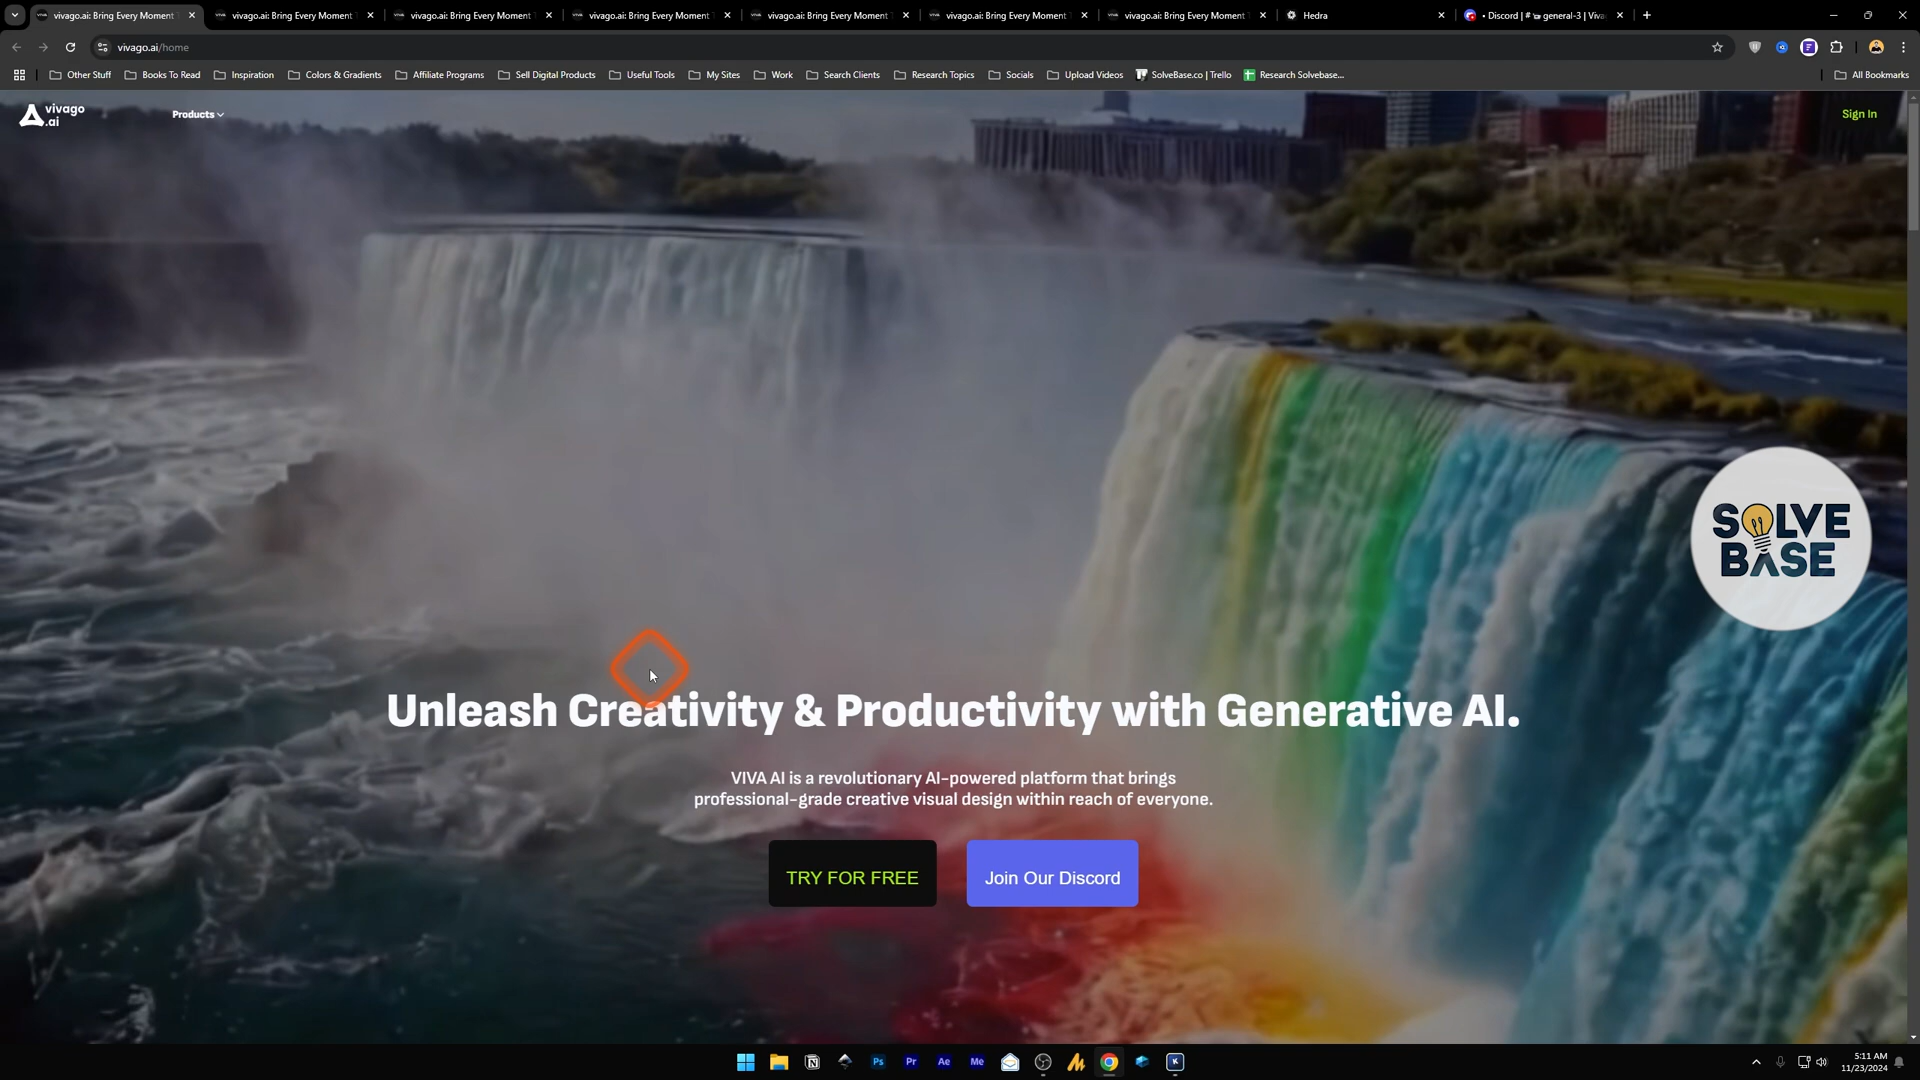 vivago.ai: Bring Every Moment
vivago.ai: Bring Every Moment
vivago.ai: Bring Every Moment
vivago.ai: Bring Every Moment
vivago.ai: Bring Every Moment
vivago.ai: Bring Every Moment
vivago.ai: Bring Every Moment
Hedra
• Discord | # general-3 | Viva
vivago.ai/home
Other Stuff
Books To Read
Inspiration
Colors & Gradients
Affiliate Programs
Sell Digital Products
Useful Tools
My Sites
Work
Search Clients
Research Topics
Socials
Upload Videos
SolveBase.co | Trello
Research Solvebase...
All Bookmarks
vivago
.ai
Products
Sign In
SOLVE
BASE
Unleash Creativity & Productivity with Generative AI.
VIVA AI is a revolutionary AI-powered platform that brings
professional-grade creative visual design within reach of everyone.
TRY FOR FREE
Join Our Discord
Ps
Pr
Ae
Me
K
5:11 AM
11/23/2024